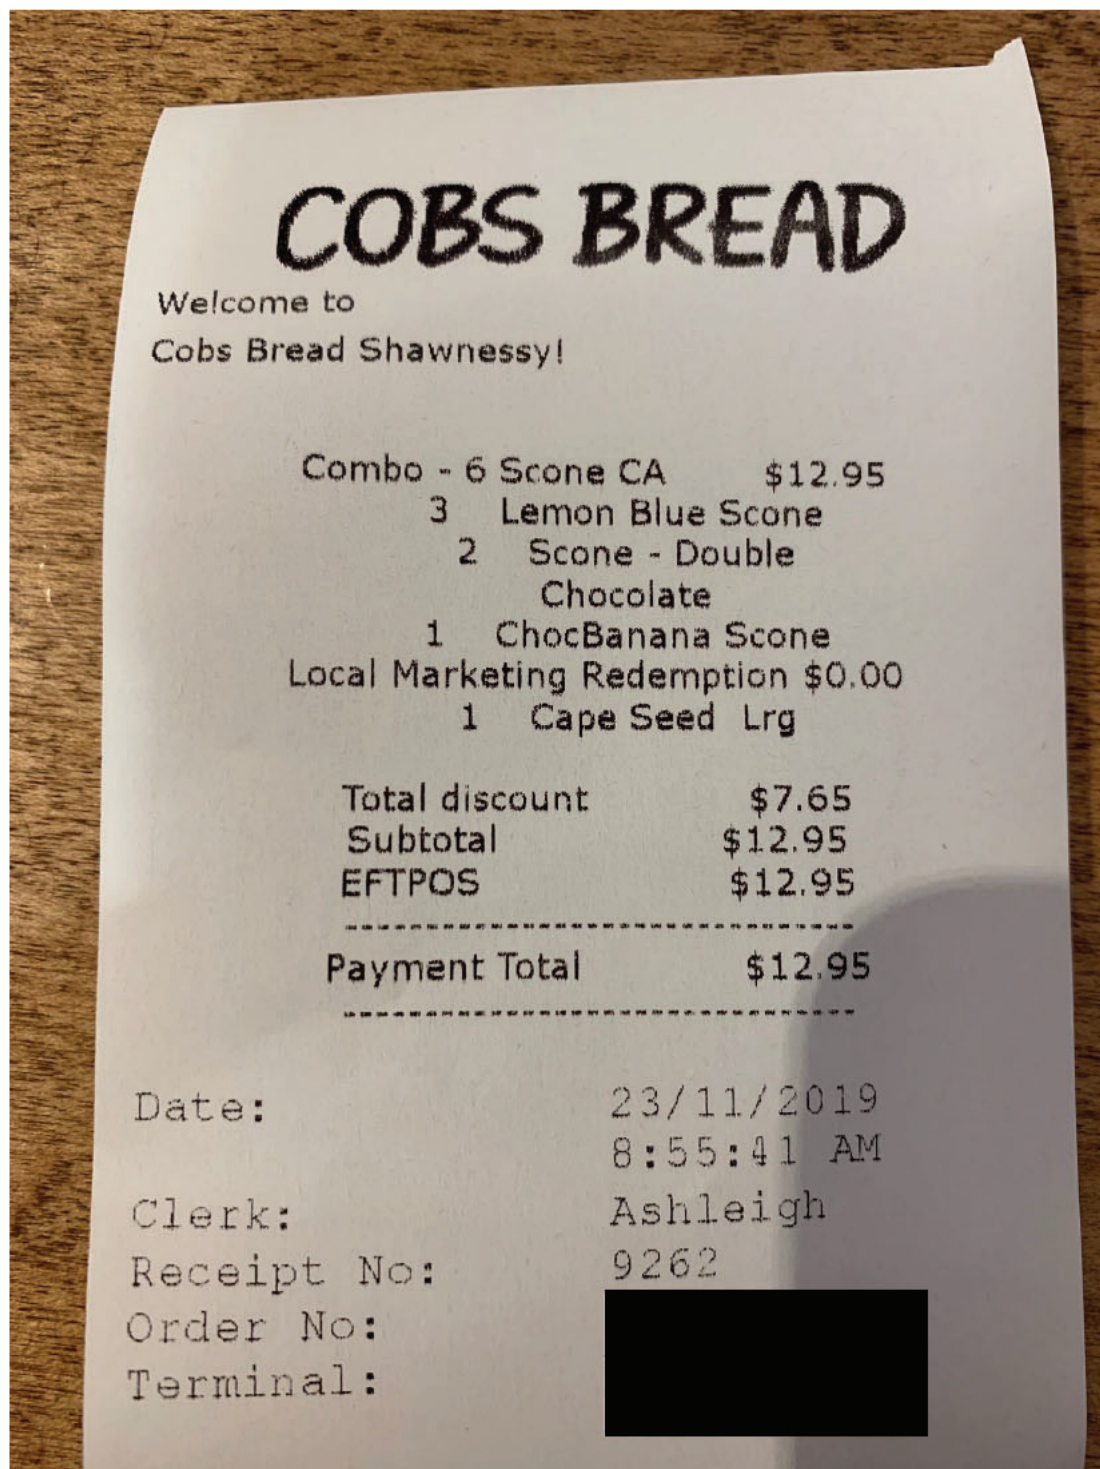 COBS BREAD
Welcome to
Cobs Bread Shawnessy!
Combo - 6 Scone CA $12.95
3 Lemon Blue Scone
2 Scone - Double
Chocolate
1 ChocBanana Scone
Local Marketing Redemption $0.00
1 Cape Seed Lrg
Total discount $7.65
Subtotal $12.95
EFTPOS $12.95
Payment Total $12.95
Date: 23/11/2019
8:55:41 AM
Clerk: Ashleigh
Receipt No: 9262
Order No:
Terminal: